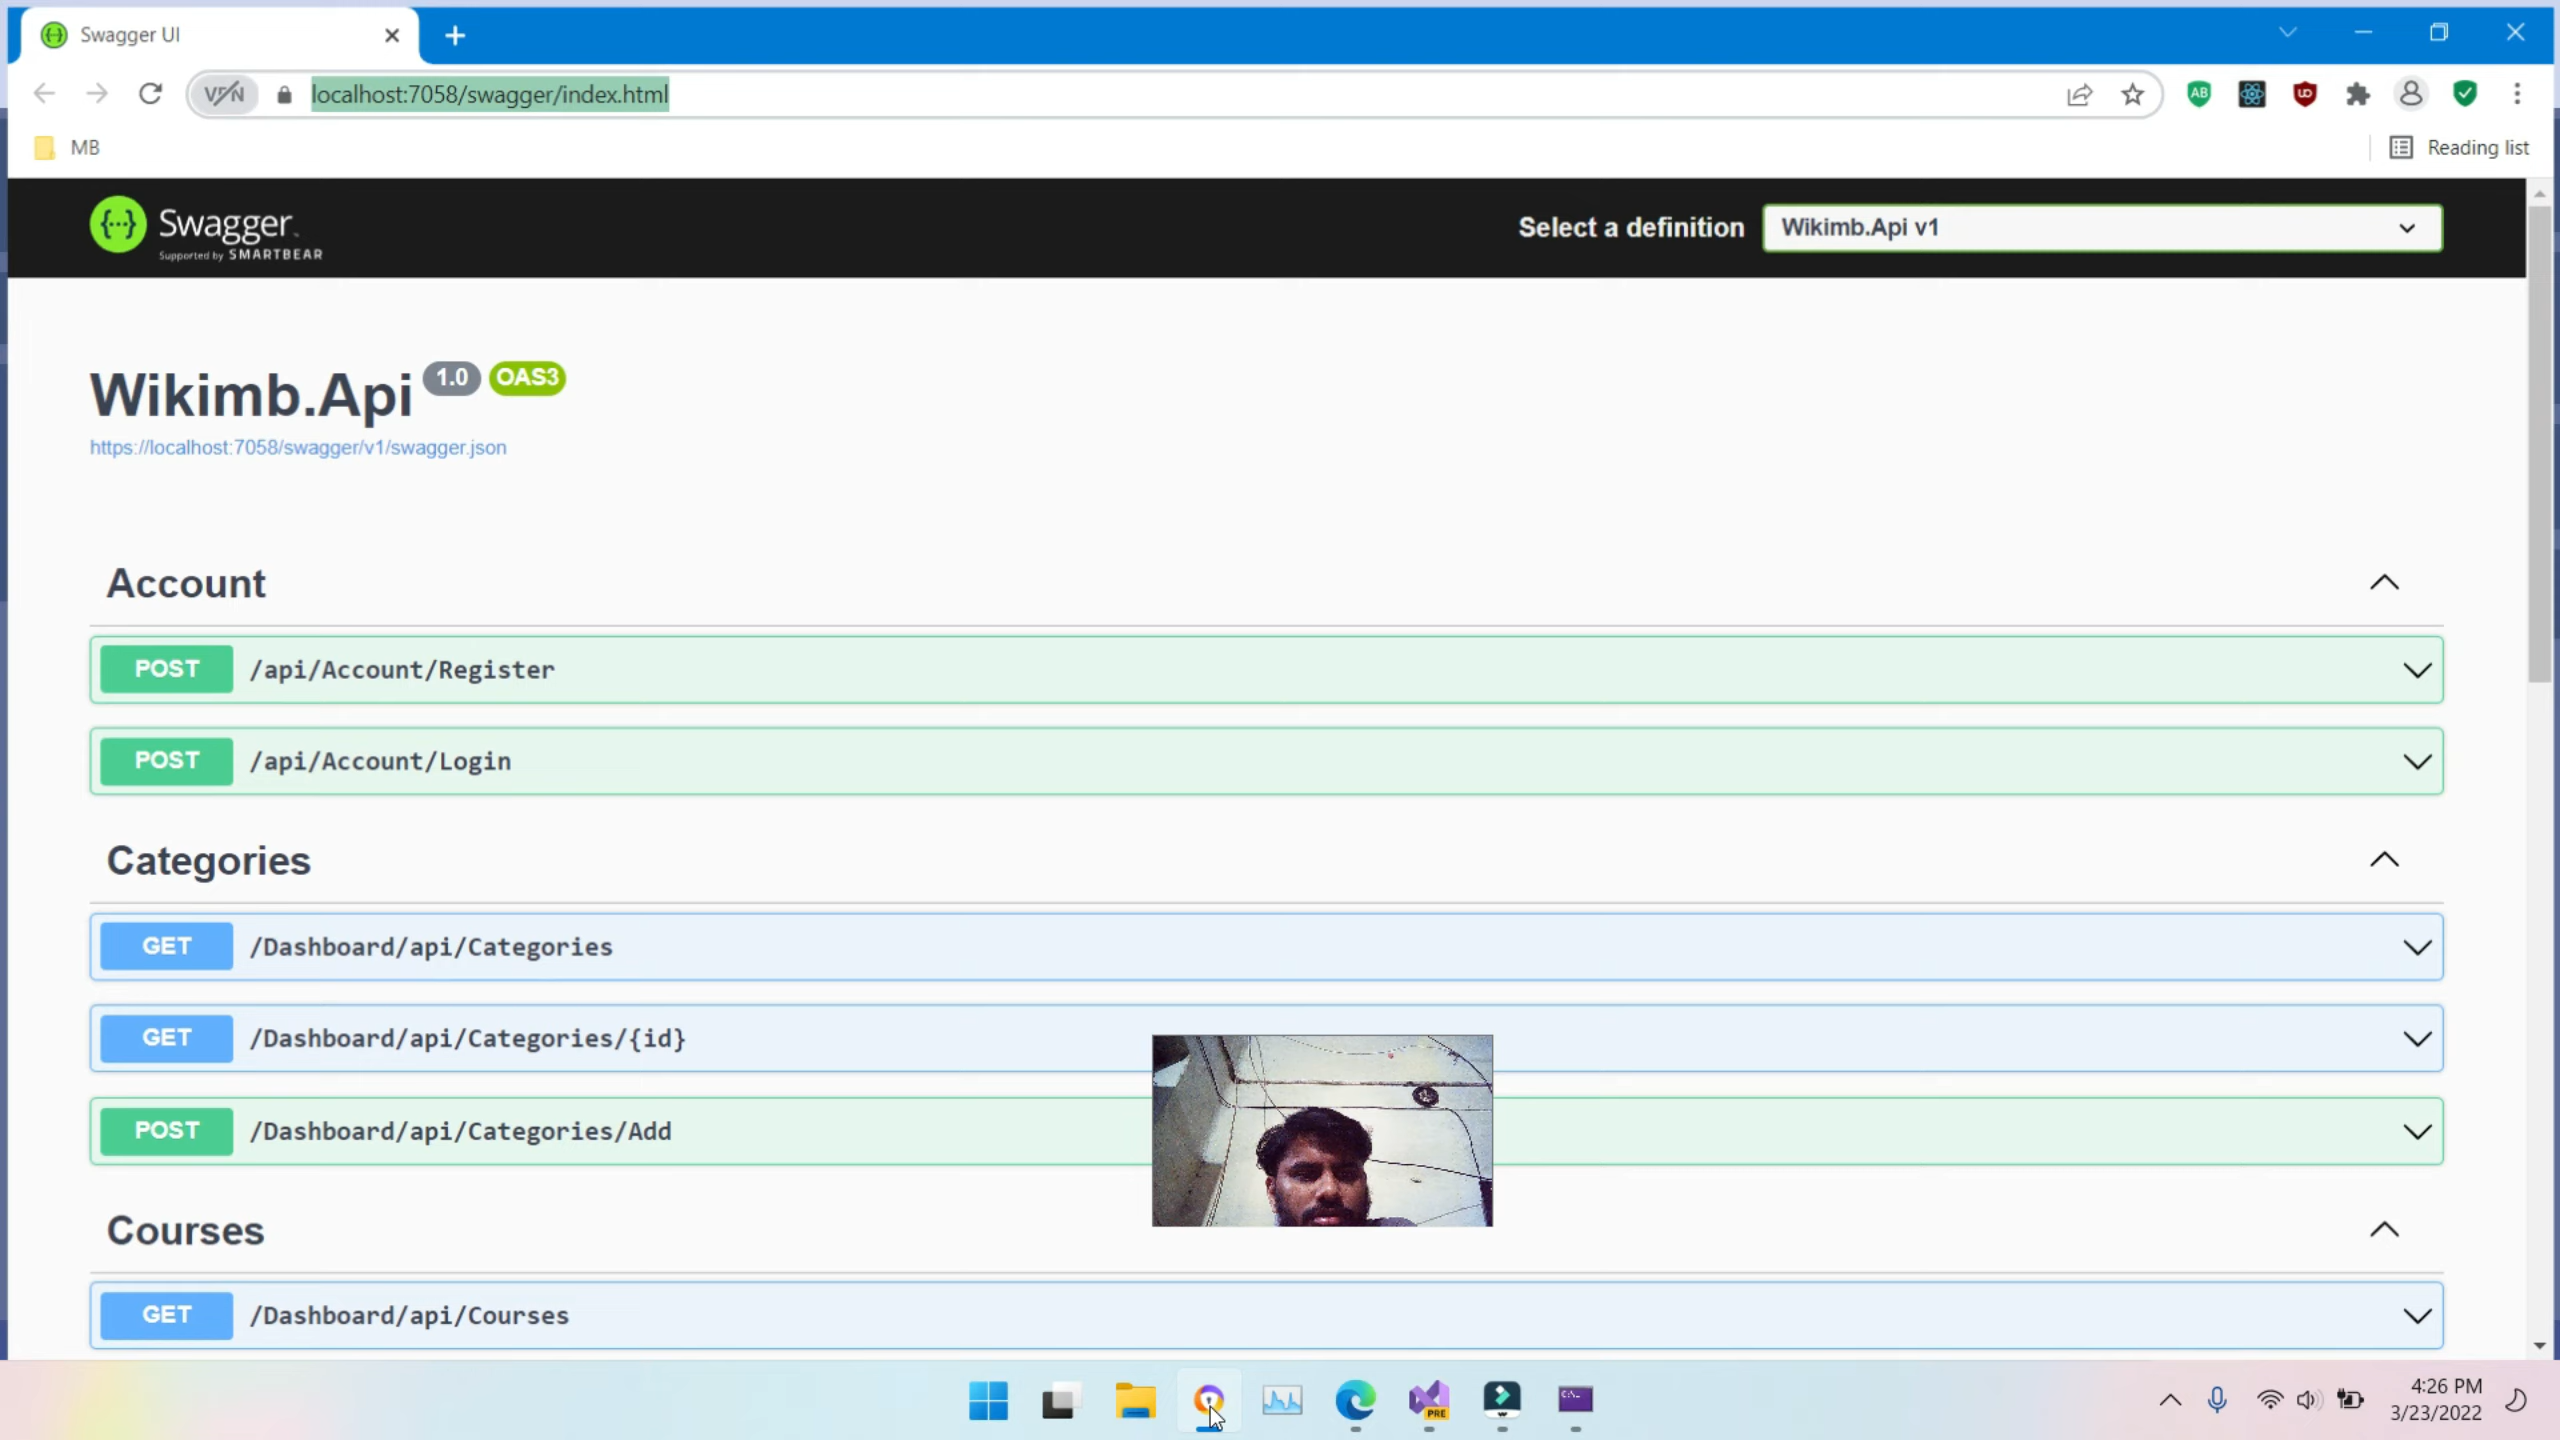 Swagger UI
VPN
localhost:7058/swagger/index.html
AB
MB
Reading list
{...} Swagger
Supported by SMARTBEAR
Select a definition
Wikimb.Api v1
Wikimb.Api 1.0 OAS3
https://localhost:7058/swagger/v1/swagger.json
Account
POST /api/Account/Register
POST /api/Account/Login
Categories
GET /Dashboard/api/Categories
GET /Dashboard/api/Categories/{id}
POST /Dashboard/api/Categories/Add
Courses
GET /Dashboard/api/Courses
PRE
4:26 PM
3/23/2022